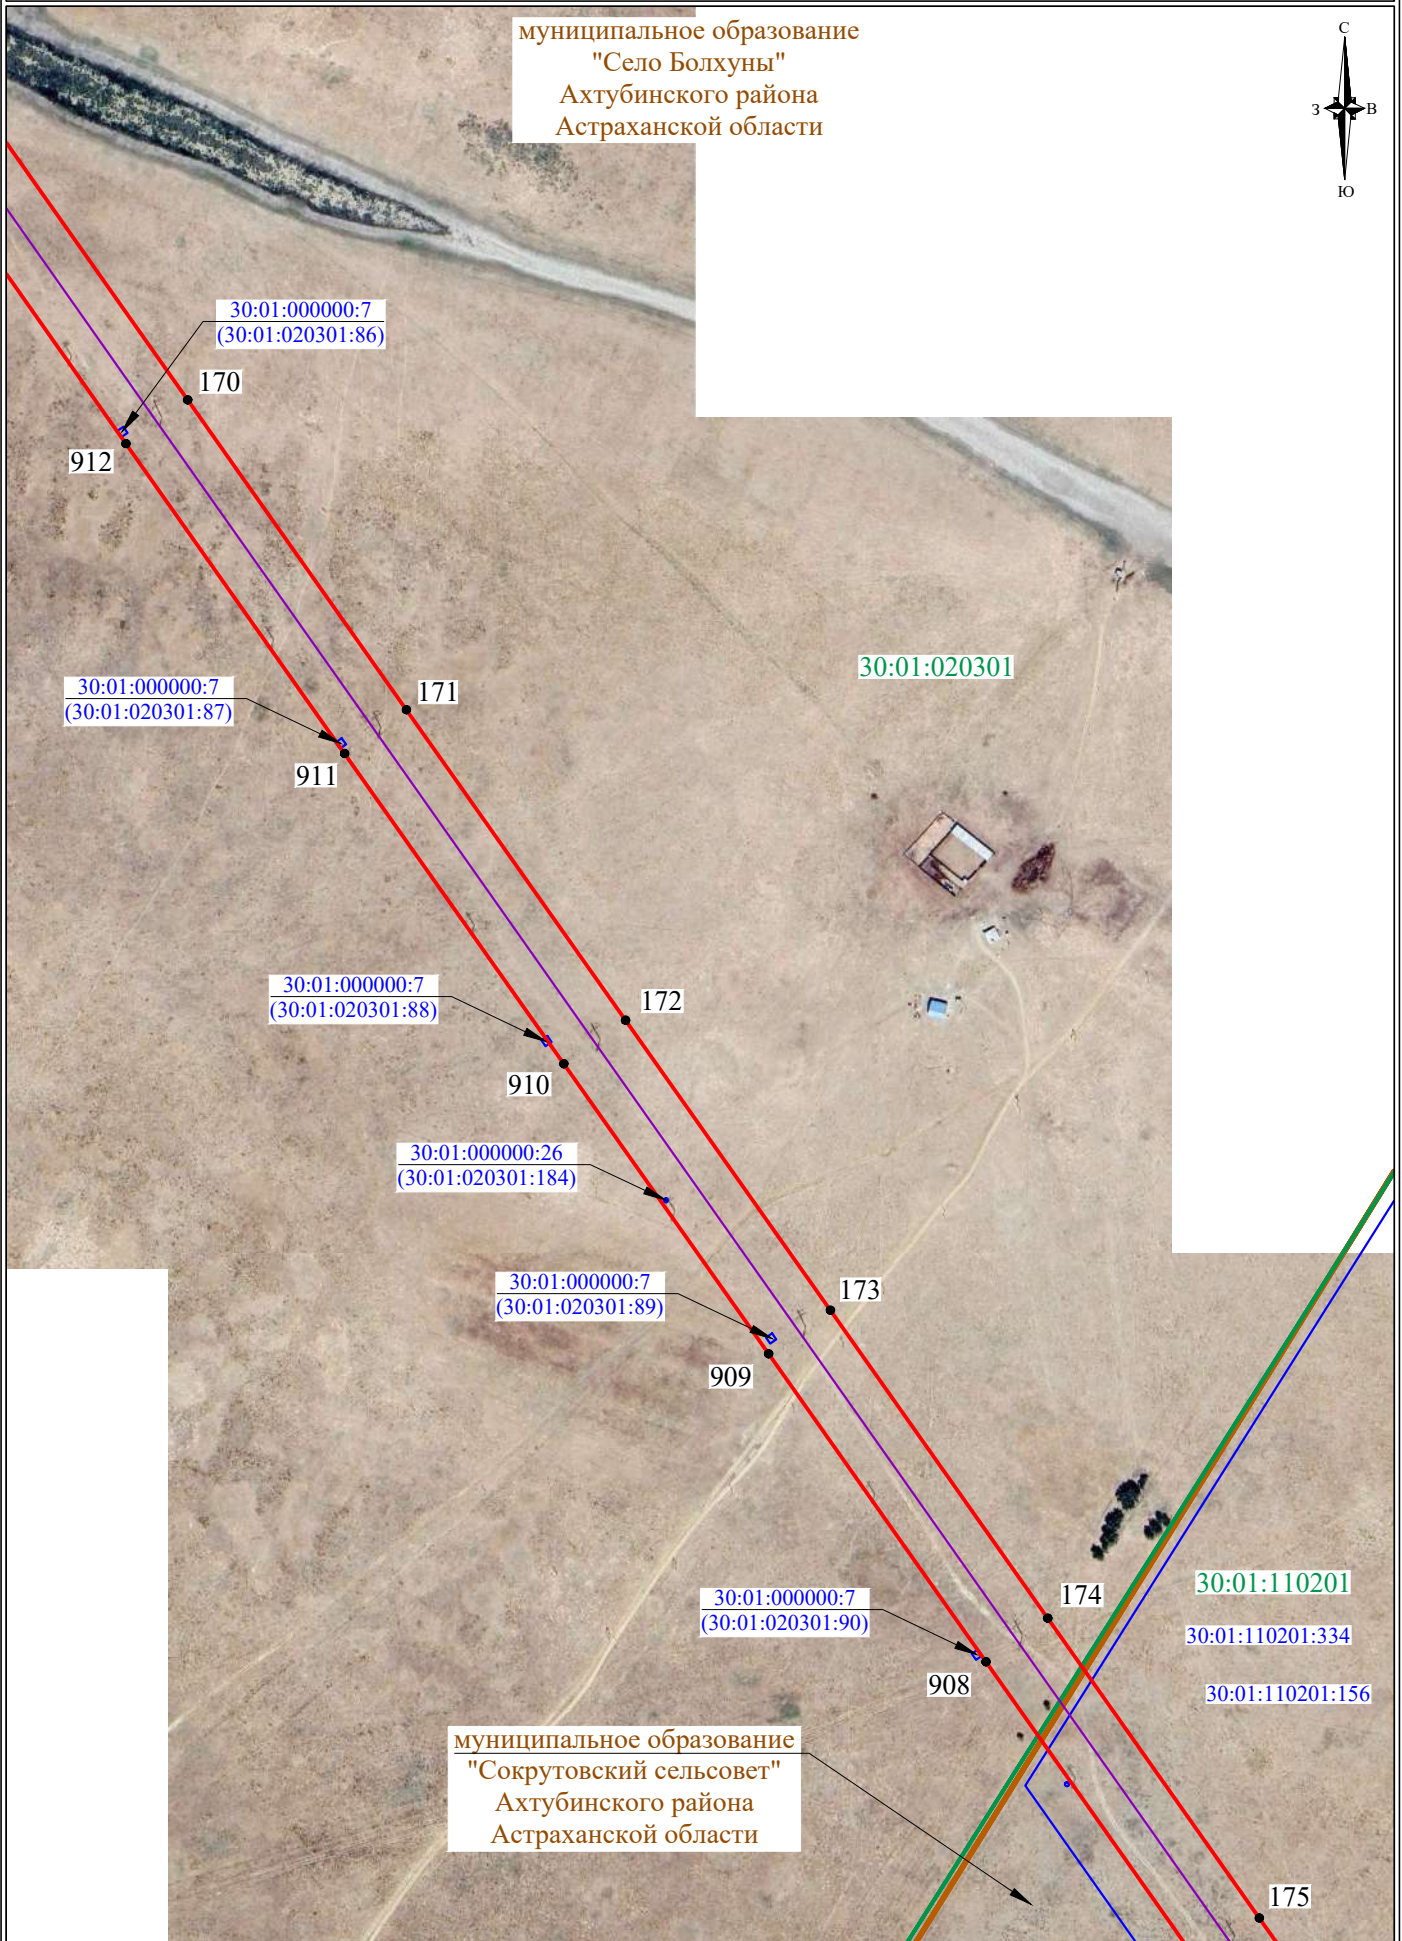 муниципальное образование
"Село Болхуны"
Ахтубинского района
Астраханской области
С
З
В
Ю
30:01:000000:7
(30:01:020301:86)
170
912
30:01:020301
30:01:000000:7
(30:01:020301:87)
171
911
30:01:000000:7
(30:01:020301:88)
172
910
30:01:000000:26
(30:01:020301:184)
30:01:000000:7
(30:01:020301:89)
173
909
30:01:110201
30:01:000000:7
(30:01:020301:90)
174
30:01:110201:334
908
30:01:110201:156
муниципальное образование
"Сокрутовский сельсовет"
Ахтубинского района
Астраханской области
175